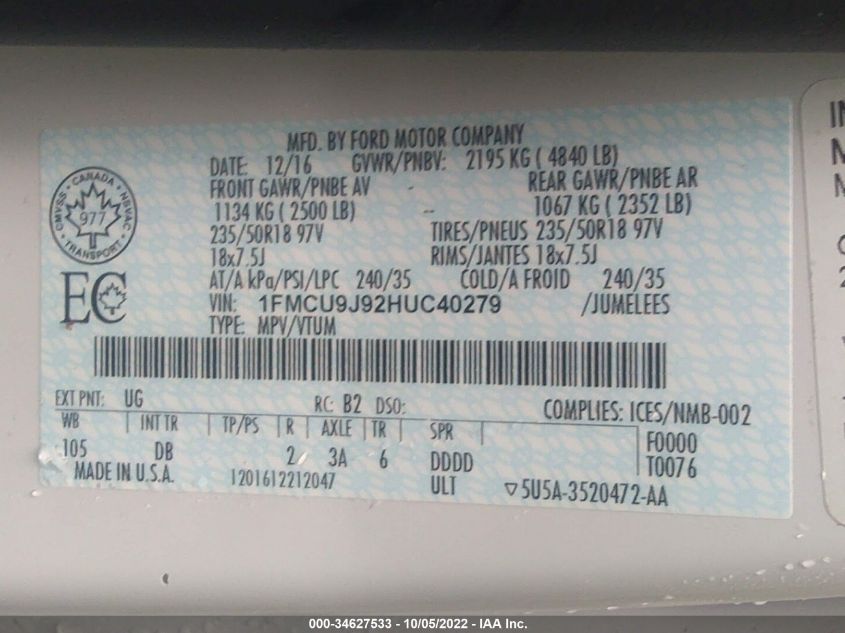 MFD. BY FORD MOTOR COMPANY
DATE: 12/16 GVWR/PNBV: 2195 KG ( 4840 LB)
FRONT GAWR/PNBE AV - REAR GAWR/PNBE AR
1134 KG ( 2500 LB) -- 1067 KG ( 2352 LB)
235/50R18 97V TIRES/PNEUS 235/50R18 97V
18x7.5J RIMS/JANTES 18x7.5J
AT/A kPa/PSI/LPC 240/35 COLD/A FROID 240/35
VIN: 1FMCU9J92HUC40279 /JUMELEES
TYPE: MPV/VTUM
CANADA
CMVSS NSVAC
977
TRANSPORT
EC
EXT PNT: UG RC: B2 DSO: COMPLIES: ICES/NMB-002
WB INT TR TP/PS R AXLE TR SPR F0000
105 DB 2 3A 6 DDDD T0076
MADE IN U.S.A. 1201612212047 ULT ▽5U5A-3520472-AA
000-34627533 - 10/05/2022 - IAA Inc.